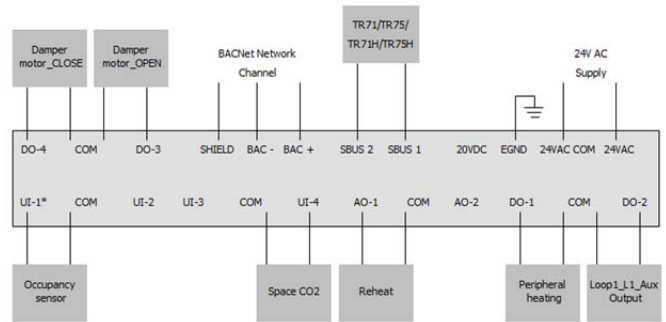 TR71/TR75/
TR71H/TR75H
Damper
motor_CLOSE
Damper
motor_OPEN
BACNet Network
Channel
24V AC
Supply
DO-4 COM DO-3 SHIELD BAC - BAC + SBUS 2 SBUS 1 20VDC EGND 24VAC COM 24VAC
UI-1* COM UI-2 UI-3 COM UI-4 AO-1 COM AO-2 DO-1 COM DO-2
Occupancy
sensor
Space CO2
Reheat
Peripheral
heating
Loop1_L1_Aux
Output